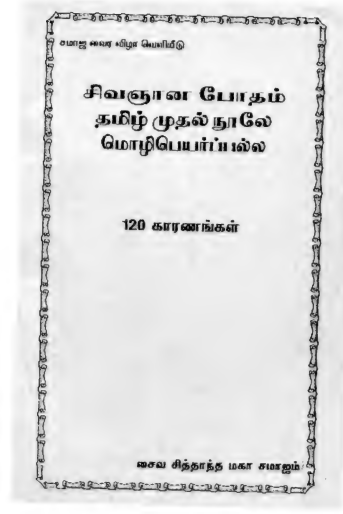 சமாஜ வைர விழா வெளியீடு
சிவஞான போதம்
தமிழ் முதல் நூலே
மொழிபெயர்ப்பல்ல
120 காரணங்கள்
சைவ சித்தாந்த மகா சமாஜம்